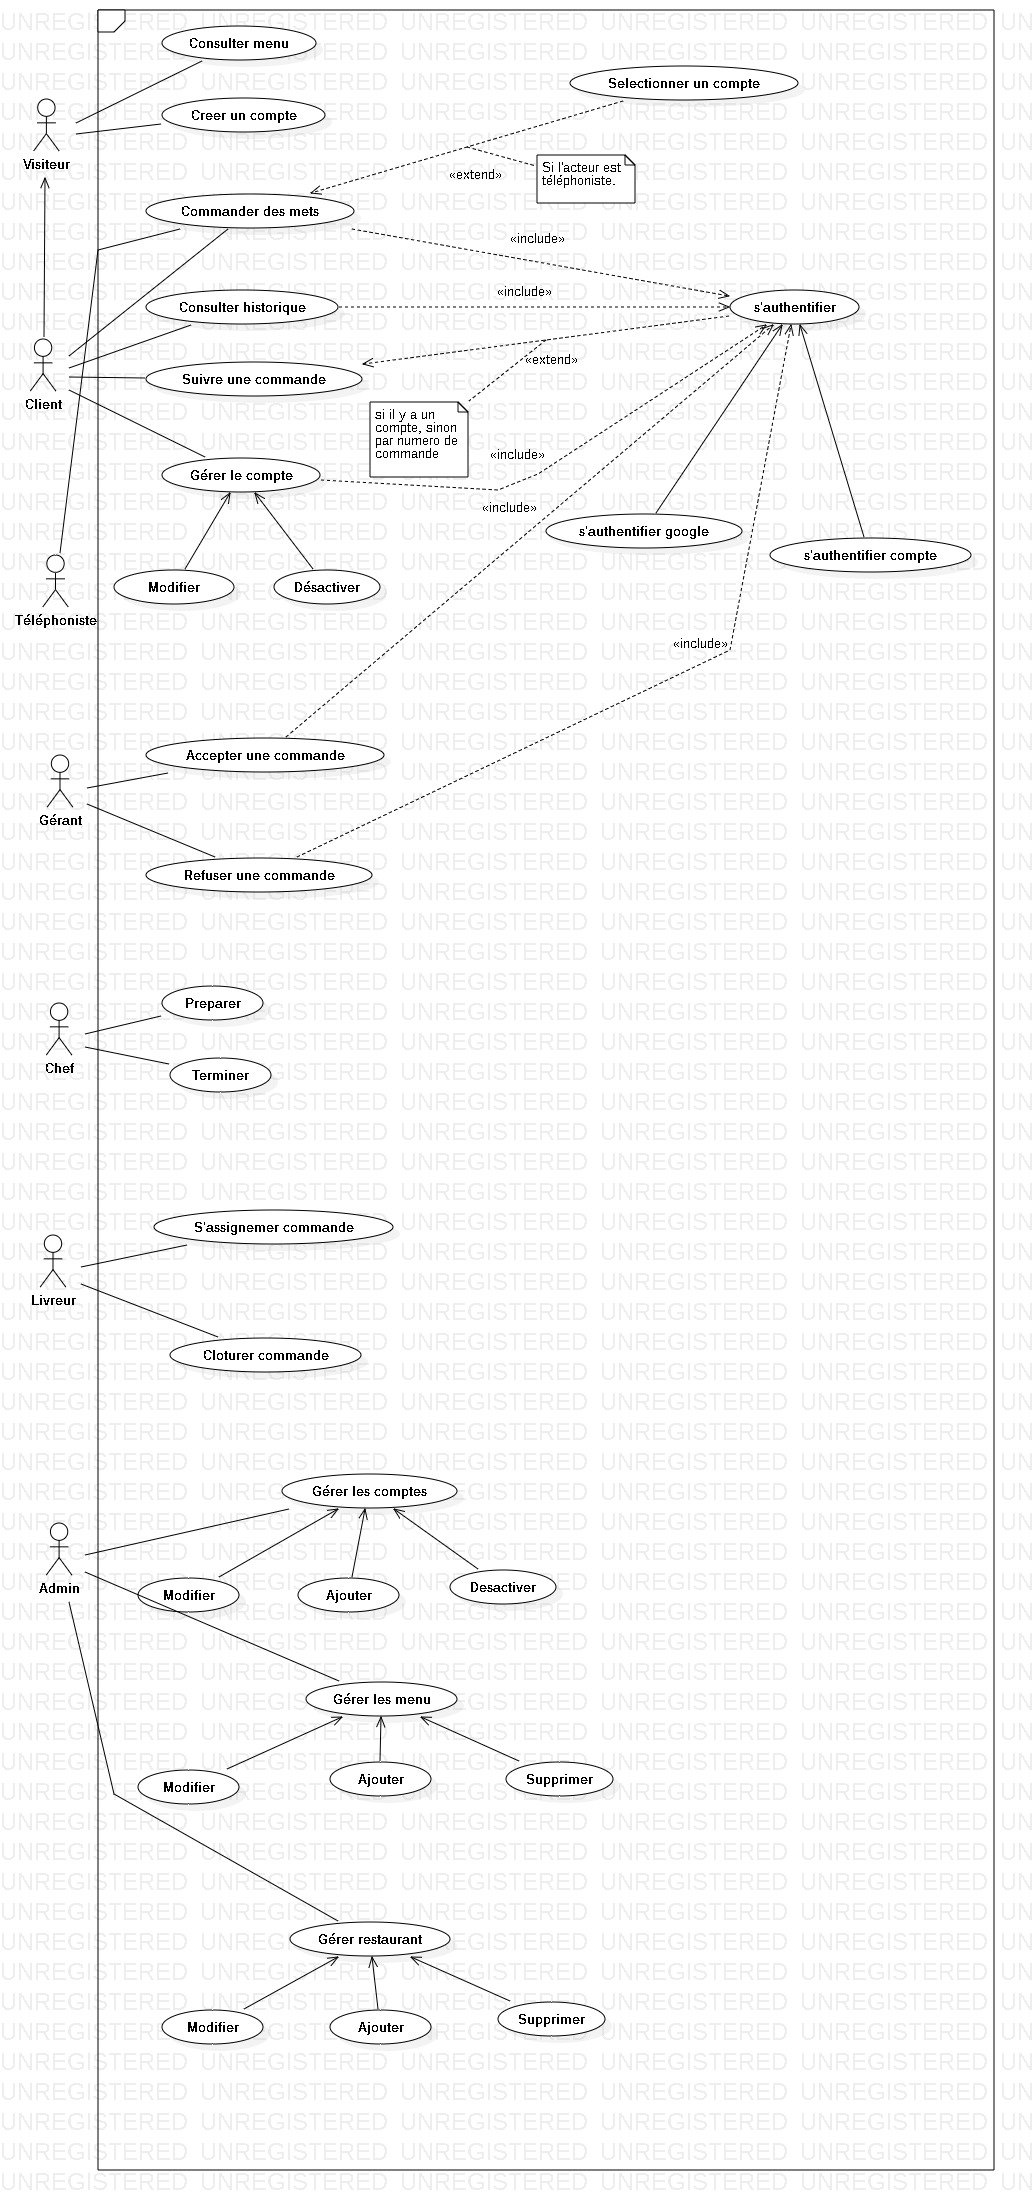 Consulter menu
Selectionner un compte
Creer un compte
Visiteur
Si l'acteur est
téléphoniste.
«extend»
Commander des mets
«include»
«include»
Consulter historique
s'authentifier
«extend»
Suivre une commande
Client
si il y a un
compte, sinon
par numero de
commande
«include»
Gérer le compte
«include»
s'authentifier google
s'authentifier compte
Modifier
Désactiver
Téléphoniste
«include»
Accepter une commande
Gérant
Refuser une commande
Preparer
Chef
Terminer
S'assignemer commande
Livreur
Cloturer commande
Gérer les comptes
Admin
Modifier
Ajouter
Desactiver
Gérer les menu
Modifier
Ajouter
Supprimer
Gérer restaurant
Modifier
Ajouter
Supprimer
UNREGISTERED